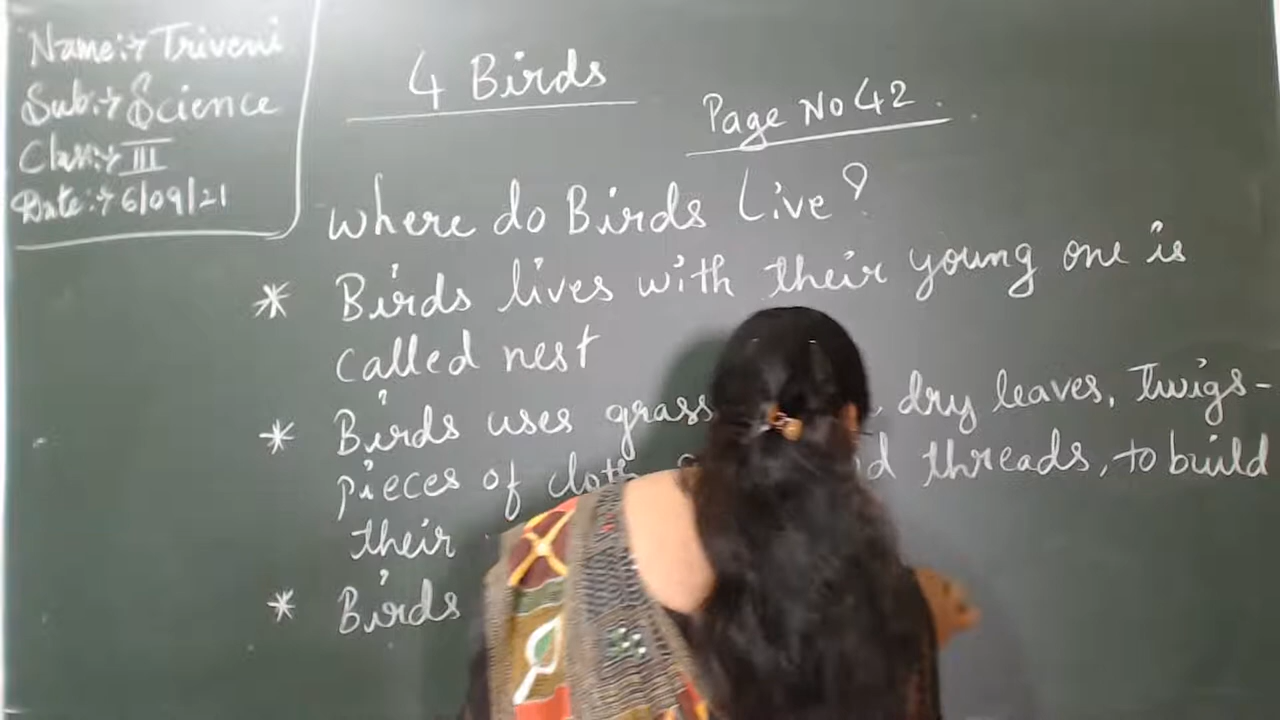 Name:→ Triveni
Sub:→ Science
Class:→ III
Date:→ 6/09/21
4 Birds
Page No 42.
Where do Birds Live?
* Birds lives with their young one is
called nest
* Birds uses grass , dry leaves, Twigs-
pieces of cloth threads, to build
their
* Birds